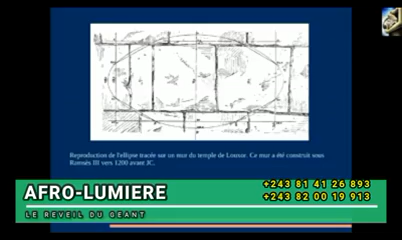 Reproduction de l'ellipse tracée sur un mur du temple de Louxor. Ce mur a été construit sous
Ramsès III vers 1200 avant JC.
AFRO-LUMIERE
+243 81 41 26 893
+243 82 00 19 913
LE REVEIL DU GEANT